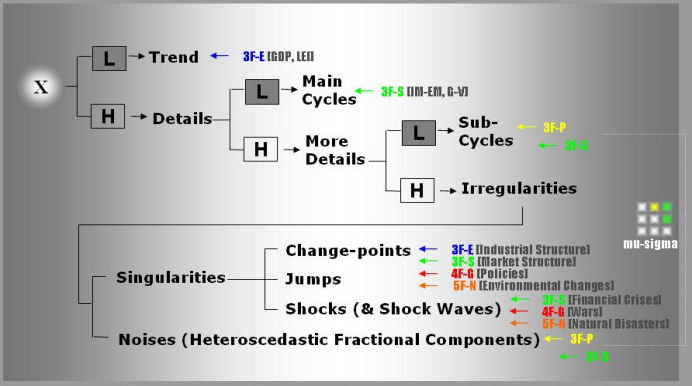 L Trend 3F-E [GDP, LEI]
X
Main
L Cycles 3F-S [IM-EM, G-V]
H Details
Sub-
L Cycles 3F-P
3F-S
H More
Details
H Irregularities
mu-sigma
Change-points 3F-E [Industrial Structure]
3F-S [Market Structure]
Singularities Jumps 4F-G [Policies]
5F-N [Environmental Changes]
3F-S [Financial Crises]
Shocks (& Shock Waves) 4F-G [Wars]
5F-N [Natural Disasters]
Noises (Heteroscedastic Fractional Components) 3F-P
3F-S